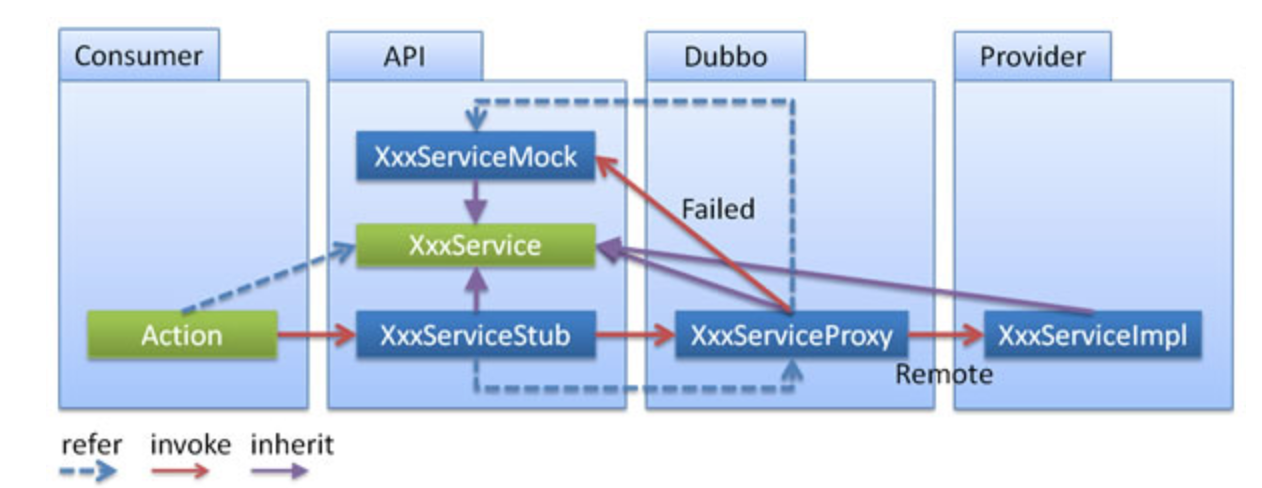 Consumer
API
Dubbo
Provider
XxxServiceMock
Failed
XxxService
Action
XxxServiceStub
XxxServiceProxy
XxxServiceImpl
Remote
refer invoke inherit